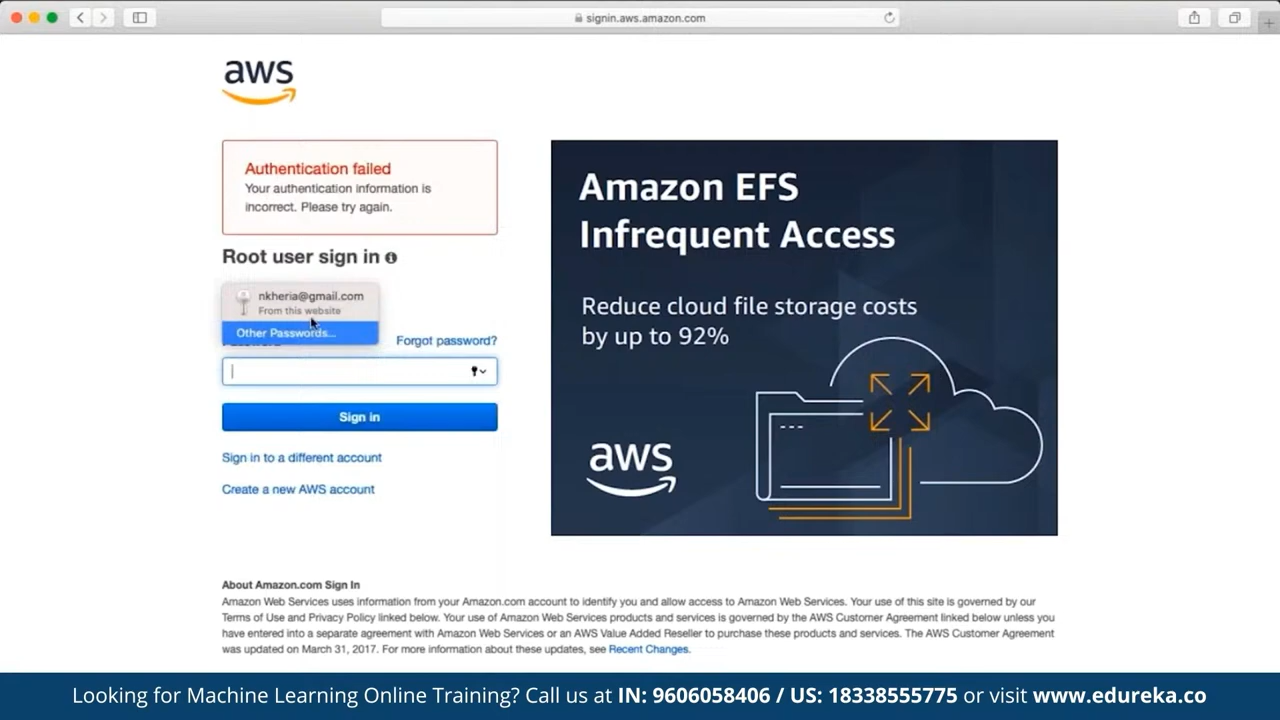 signin.aws.amazon.com
aws
Authentication failed
Your authentication information is
incorrect. Please try again.
Root user sign in
nkheria@gmail.com
From this website
Other Passwords...
Forgot password?
Sign in
Sign in to a different account
Create a new AWS account
Amazon EFS
Infrequent Access
Reduce cloud file storage costs
by up to 92%
aws
About Amazon.com Sign In
Amazon Web Services uses information from your Amazon.com account to identify you and allow access to Amazon Web Services. Your use of this site is governed by our
Terms of Use and Privacy Policy linked below. Your use of Amazon Web Services products and services is governed by the AWS Customer Agreement linked below unless you
have entered into a separate agreement with Amazon Web Services or an AWS Value Added Reseller to purchase these products and services. The AWS Customer Agreement
was updated on March 31, 2017. For more information about these updates, see Recent Changes.
Looking for Machine Learning Online Training? Call us at IN: 9606058406 / US: 18338555775 or visit www.edureka.co